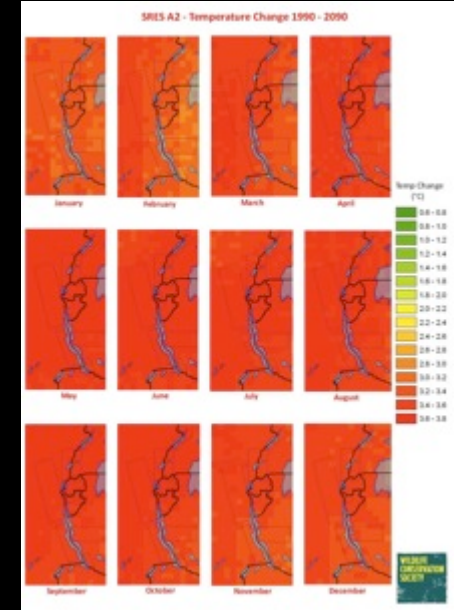 SRES A2 - Temperature Change 1990 - 2090
January
February
March
April
Temp Change
(°C)
0.6 - 0.8
0.8 - 1.0
1.0 - 1.2
1.2 - 1.4
1.4 - 1.6
1.6 - 1.8
1.8 - 2.0
2.0 - 2.2
2.2 - 2.4
2.4 - 2.6
2.6 - 2.8
2.8 - 3.0
3.0 - 3.2
3.2 - 3.4
3.4 - 3.6
3.6 - 3.8
May
June
July
August
September
October
November
December
WILDLIFE
CONSERVATION
SOCIETY